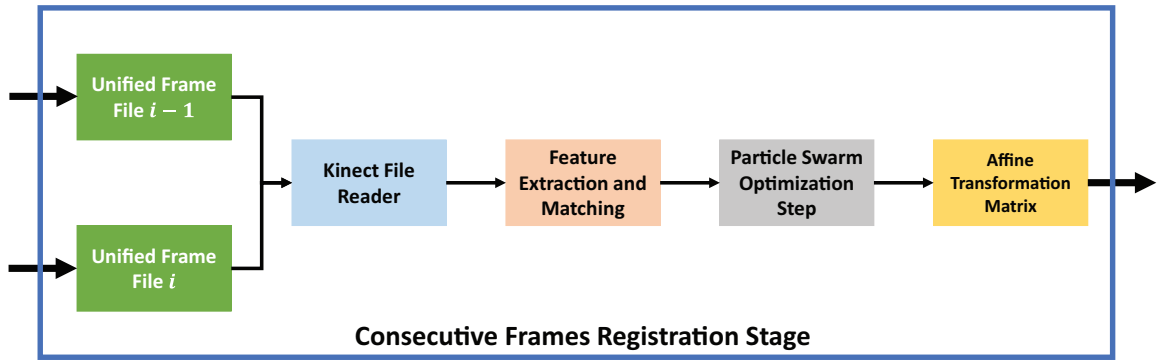 Unified Frame
File i − 1
Unified Frame
File i
Kinect File
Reader
Feature
Extraction and
Matching
Particle Swarm
Optimization
Step
Affine
Transformation
Matrix
Consecutive Frames Registration Stage